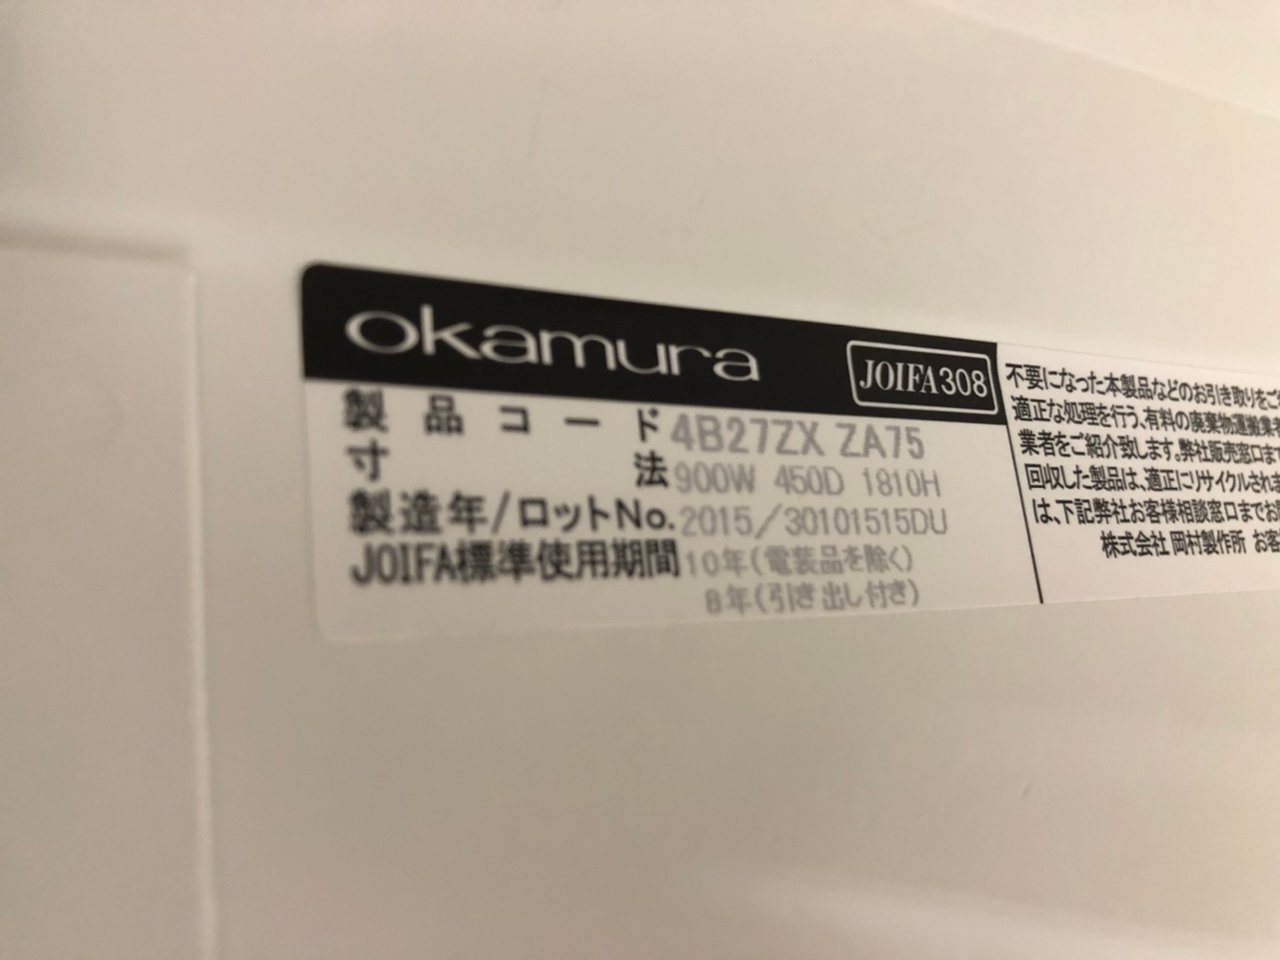 okamura
JOIFA308
製品コード 4B27ZX ZA75
寸法 900W 450D 1810H
製造年/ロットNo. 2015/30101515DU
JOIFA標準使用期間 10年(電装品を除く)
8年(引き出し付き)
不要になった本製品などのお引き取りをご
適正な処理を行う、有料の廃棄物運搬業者
業者をご紹介致します。弊社販売窓口まで
回収した製品は、適正にリサイクルされま
は、下記弊社お客様相談窓口までお
株式会社 岡村製作所 お客